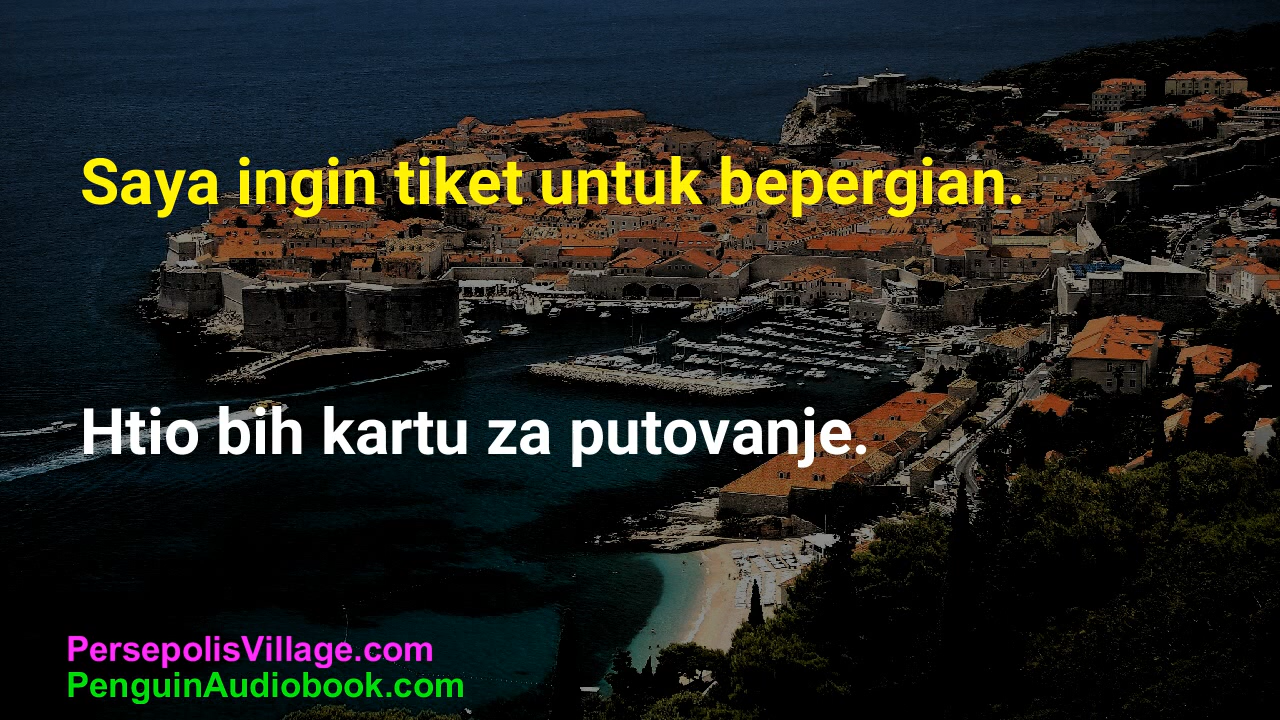 Saya ingin tiket untuk bepergian.
Htio bih kartu za putovanje.
PersepolisVillage.com
PenguinAudiobook.com